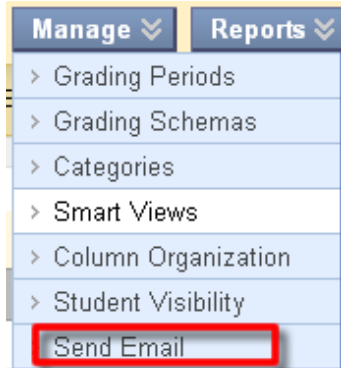 Manage Reports
> Grading Periods
> Grading Schemas
> Categories
> Smart Views
> Column Organization
> Student Visibility
Send Email